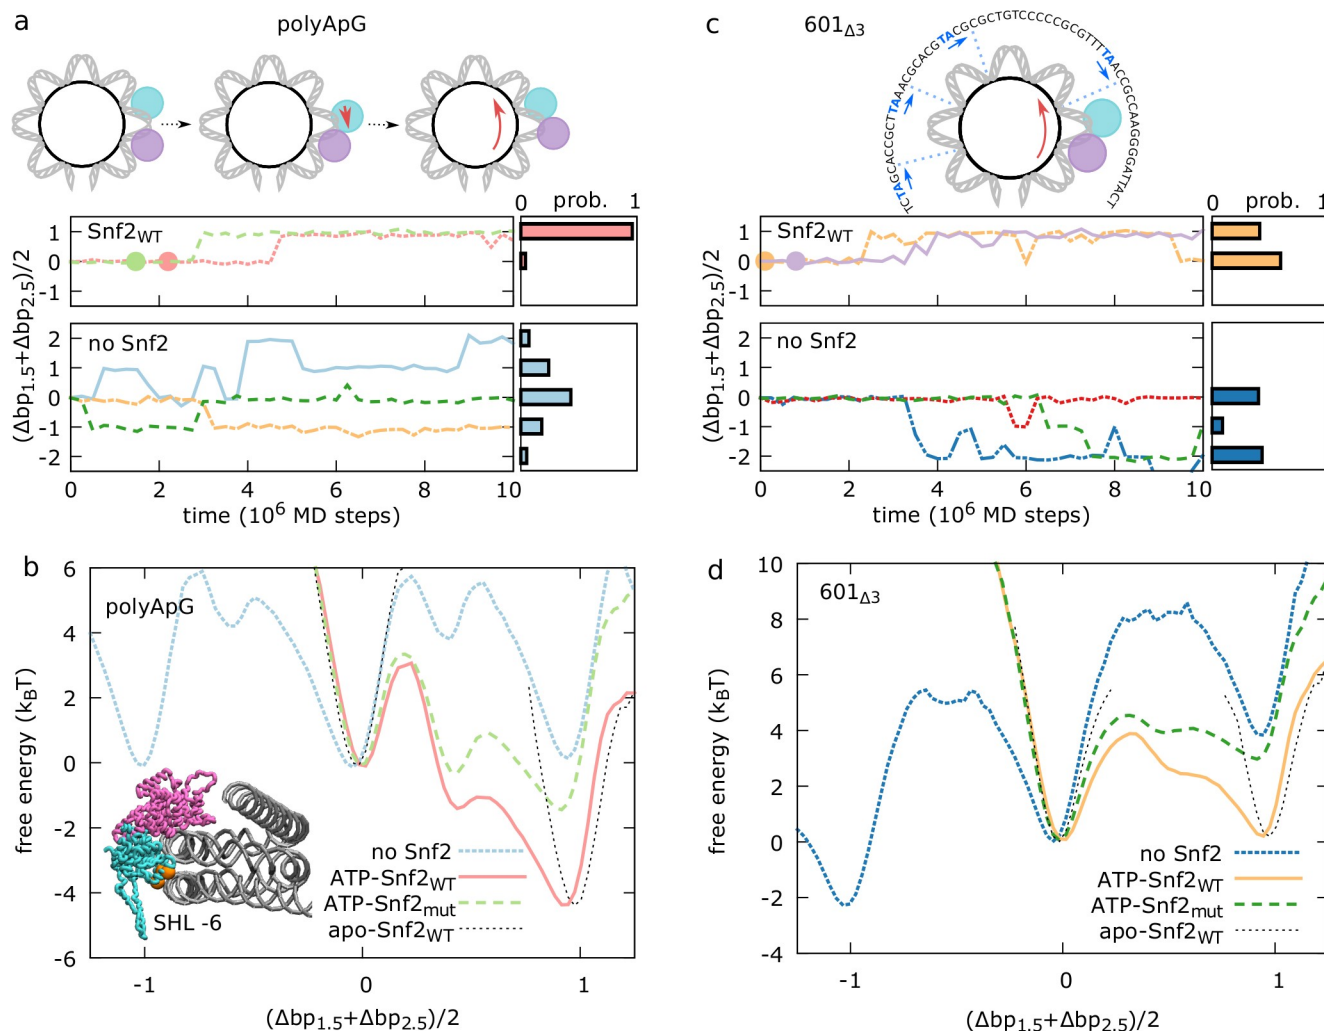 a
polyApG
0 prob. 1
Snf2WT
1
0
-1
(Δbp1.5+Δbp2.5)/2
no Snf2
2
1
0
-1
-2
0 2 4 6 8 10
time (10^6 MD steps)
c
601Δ3
TCTAGCACCGCTTAAACGCACGTACGCGCTGTCCCCCGCGTTTTAACCGCCAAGGGGATTACT
0 prob. 1
Snf2WT
1
0
-1
(Δbp1.5+Δbp2.5)/2
no Snf2
2
1
0
-1
-2
0 2 4 6 8 10
time (10^6 MD steps)
b
polyApG
free energy (kBT)
6
4
2
0
-2
-4
-6
no Snf2
ATP-Snf2WT
ATP-Snf2mut
apo-Snf2WT
SHL -6
-1 0 1
(Δbp1.5+Δbp2.5)/2
d
601Δ3
free energy (kBT)
10
8
6
4
2
0
-2
-4
no Snf2
ATP-Snf2WT
ATP-Snf2mut
apo-Snf2WT
-1 0 1
(Δbp1.5+Δbp2.5)/2